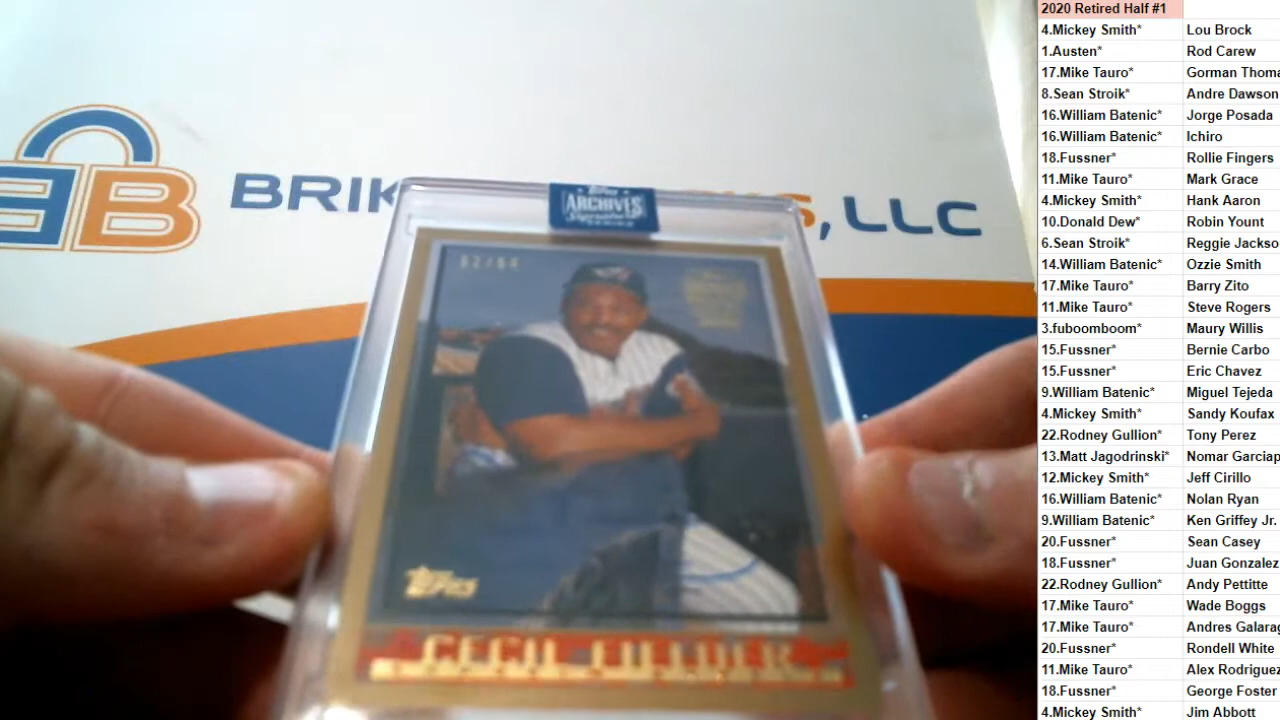 BB
BRIK
S, LLC
TOPPS
ARCHIVES
Signature
SERIES
62/64
TOPPS
CECIL FIELDER
2020 Retired Half #1
4.Mickey Smith* Lou Brock
1.Austen* Rod Carew
17.Mike Tauro* Gorman Thoma
8.Sean Stroik* Andre Dawson
16.William Batenic* Jorge Posada
16.William Batenic* Ichiro
18.Fussner* Rollie Fingers
11.Mike Tauro* Mark Grace
4.Mickey Smith* Hank Aaron
10.Donald Dew* Robin Yount
6.Sean Stroik* Reggie Jackso
14.William Batenic* Ozzie Smith
17.Mike Tauro* Barry Zito
11.Mike Tauro* Steve Rogers
3.fuboomboom* Maury Willis
15.Fussner* Bernie Carbo
15.Fussner* Eric Chavez
9.William Batenic* Miguel Tejeda
4.Mickey Smith* Sandy Koufax
22.Rodney Gullion* Tony Perez
13.Matt Jagodrinski* Nomar Garciap
12.Mickey Smith* Jeff Cirillo
16.William Batenic* Nolan Ryan
9.William Batenic* Ken Griffey Jr.
20.Fussner* Sean Casey
18.Fussner* Juan Gonzalez
22.Rodney Gullion* Andy Pettitte
17.Mike Tauro* Wade Boggs
17.Mike Tauro* Andres Galarag
20.Fussner* Rondell White
11.Mike Tauro* Alex Rodriguez
18.Fussner* George Foster
4.Mickey Smith* Jim Abbott